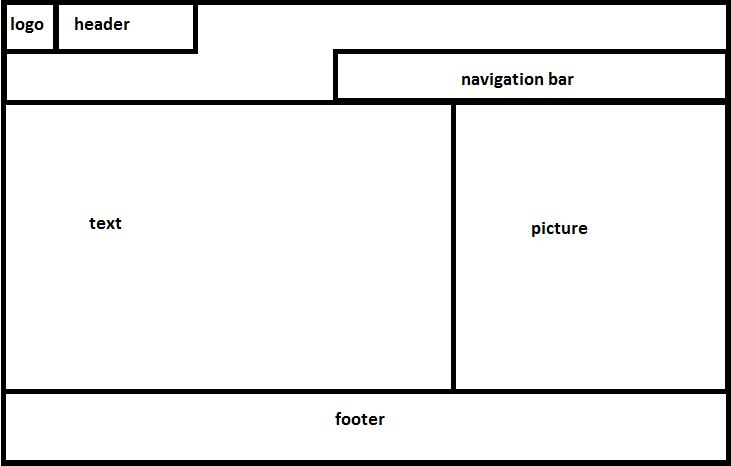 logo
header
navigation bar
text
picture
footer